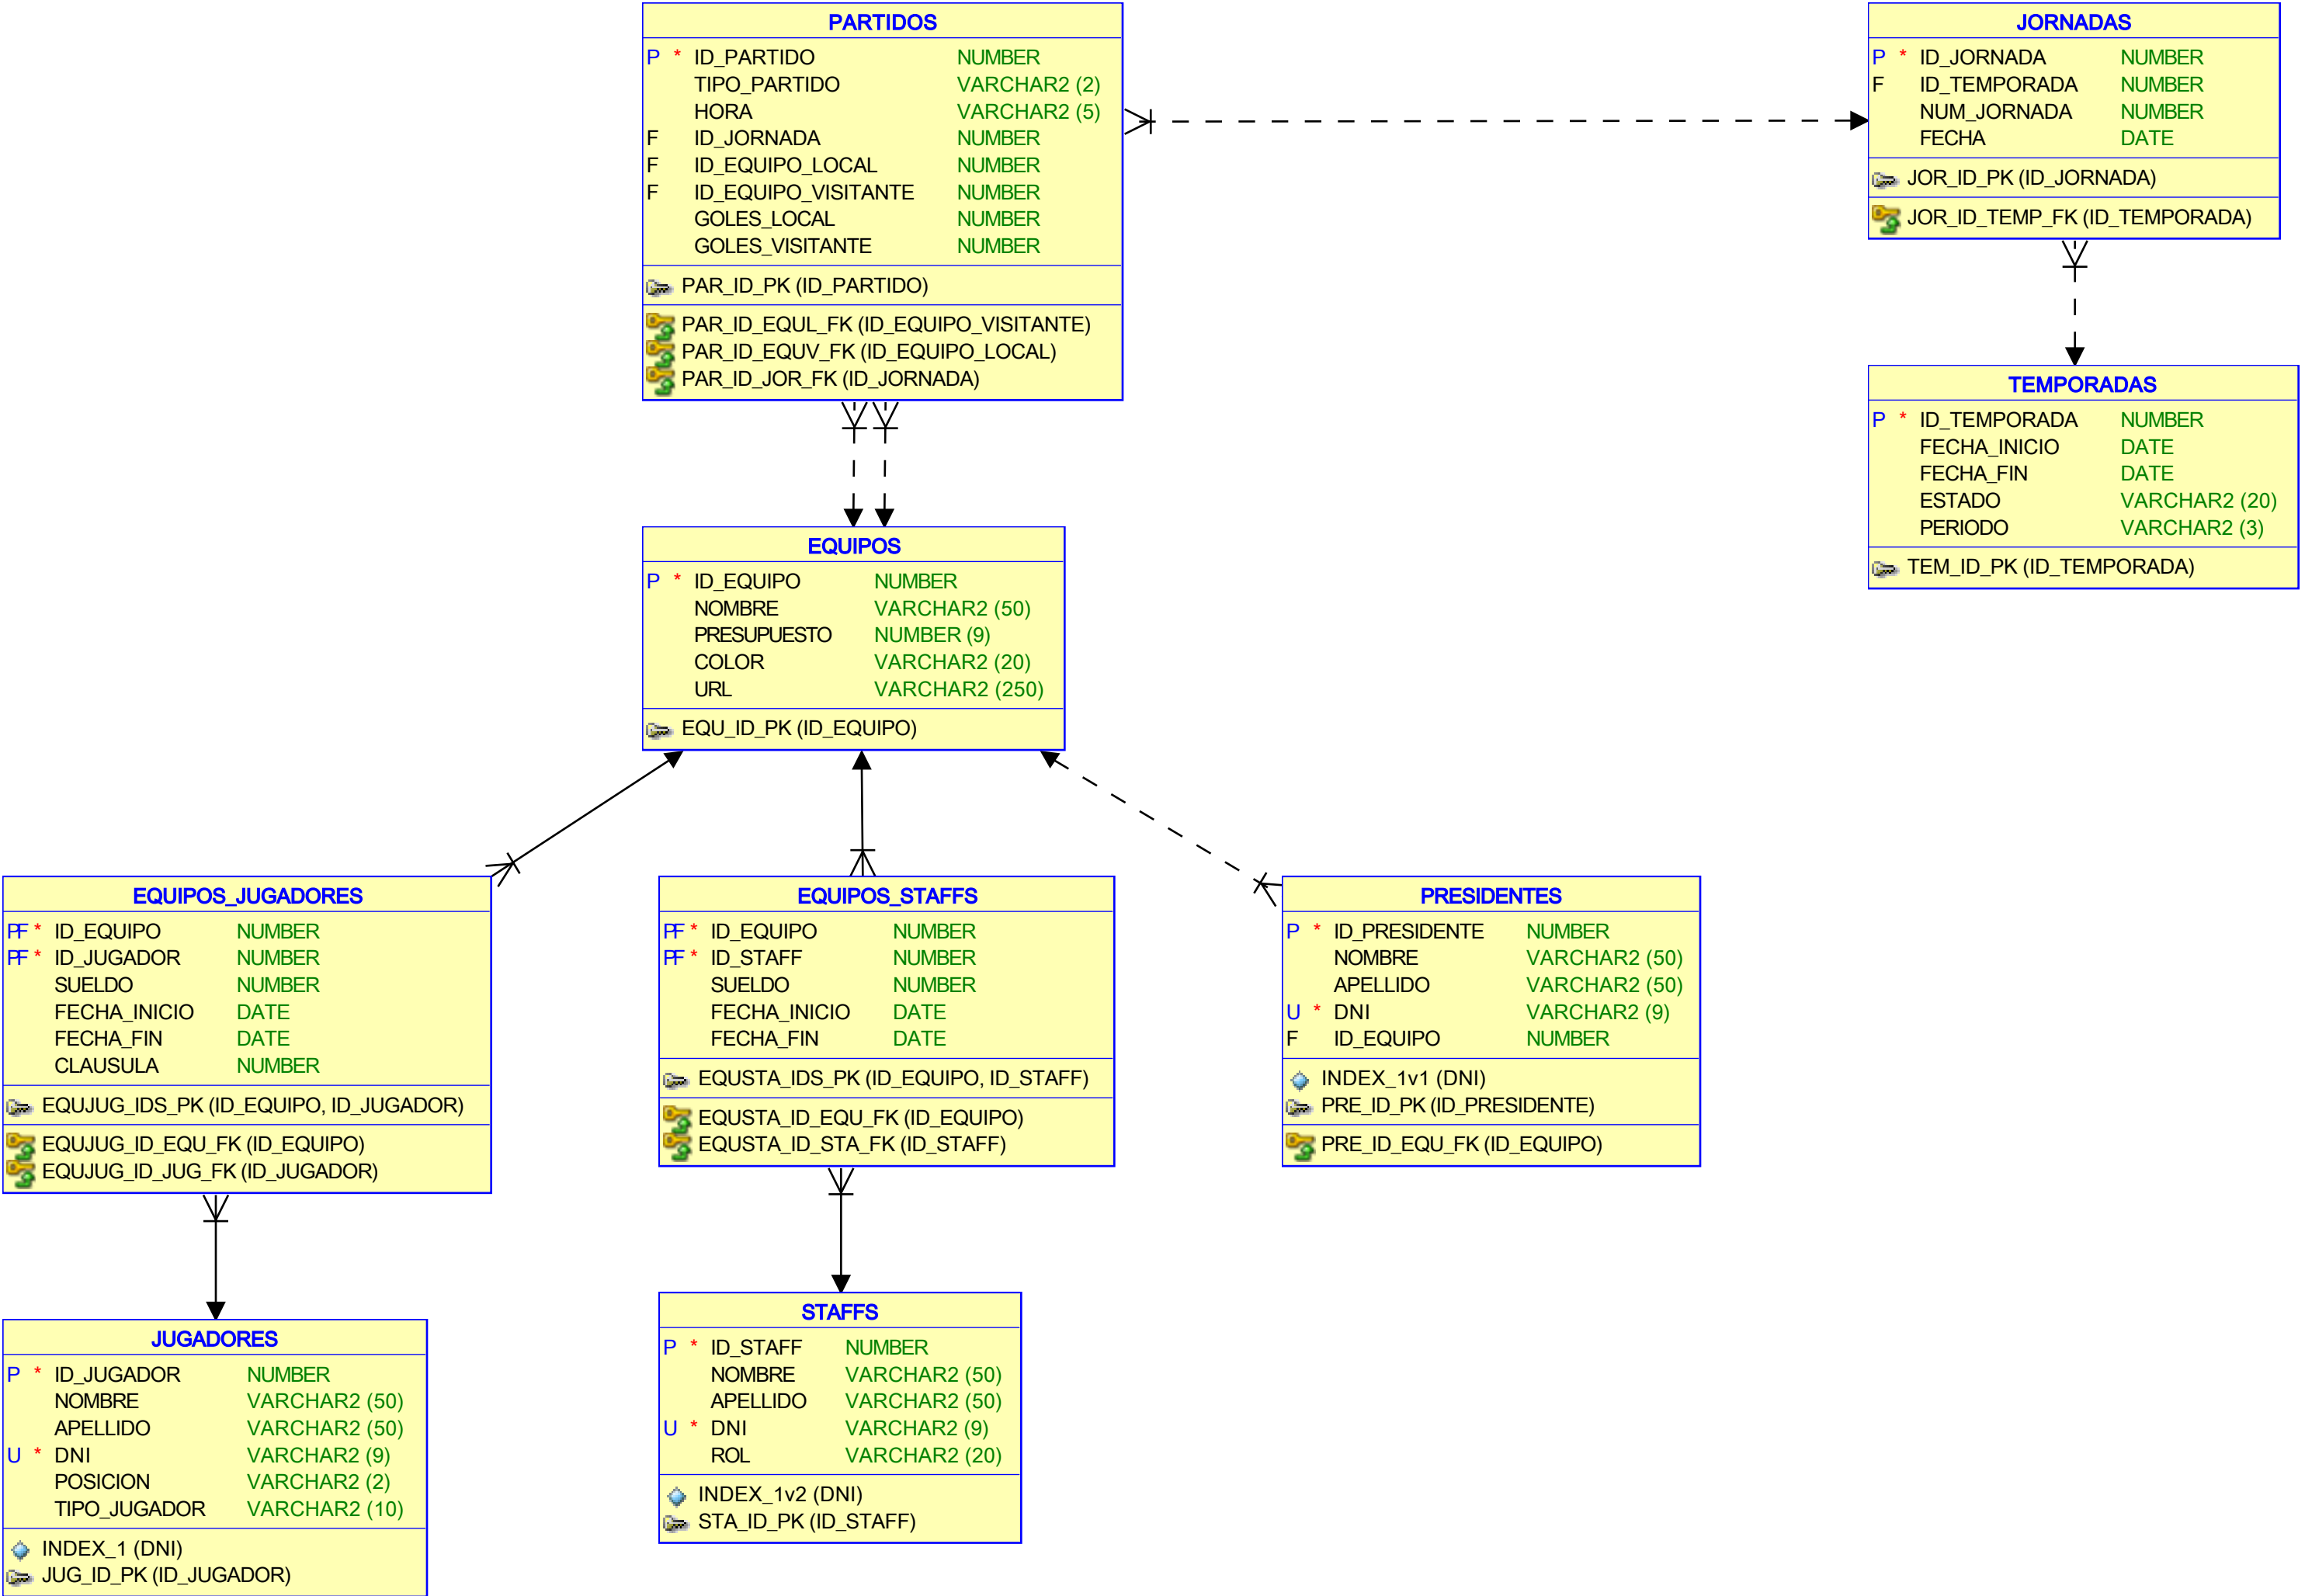 PARTIDOS
P * ID_PARTIDO NUMBER
TIPO_PARTIDO VARCHAR2 (2)
HORA VARCHAR2 (5)
F ID_JORNADA NUMBER
F ID_EQUIPO_LOCAL NUMBER
F ID_EQUIPO_VISITANTE NUMBER
GOLES_LOCAL NUMBER
GOLES_VISITANTE NUMBER
PAR_ID_PK (ID_PARTIDO)
PAR_ID_EQUL_FK (ID_EQUIPO_VISITANTE)
PAR_ID_EQUV_FK (ID_EQUIPO_LOCAL)
PAR_ID_JOR_FK (ID_JORNADA)
JORNADAS
P * ID_JORNADA NUMBER
F ID_TEMPORADA NUMBER
NUM_JORNADA NUMBER
FECHA DATE
JOR_ID_PK (ID_JORNADA)
JOR_ID_TEMP_FK (ID_TEMPORADA)
TEMPORADAS
P * ID_TEMPORADA NUMBER
FECHA_INICIO DATE
FECHA_FIN DATE
ESTADO VARCHAR2 (20)
PERIODO VARCHAR2 (3)
TEM_ID_PK (ID_TEMPORADA)
EQUIPOS
P * ID_EQUIPO NUMBER
NOMBRE VARCHAR2 (50)
PRESUPUESTO NUMBER (9)
COLOR VARCHAR2 (20)
URL VARCHAR2 (250)
EQU_ID_PK (ID_EQUIPO)
EQUIPOS_JUGADORES
PF * ID_EQUIPO NUMBER
PF * ID_JUGADOR NUMBER
SUELDO NUMBER
FECHA_INICIO DATE
FECHA_FIN DATE
CLAUSULA NUMBER
EQUJUG_IDS_PK (ID_EQUIPO, ID_JUGADOR)
EQUJUG_ID_EQU_FK (ID_EQUIPO)
EQUJUG_ID_JUG_FK (ID_JUGADOR)
EQUIPOS_STAFFS
PF * ID_EQUIPO NUMBER
PF * ID_STAFF NUMBER
SUELDO NUMBER
FECHA_INICIO DATE
FECHA_FIN DATE
EQUSTA_IDS_PK (ID_EQUIPO, ID_STAFF)
EQUSTA_ID_EQU_FK (ID_EQUIPO)
EQUSTA_ID_STA_FK (ID_STAFF)
PRESIDENTES
P * ID_PRESIDENTE NUMBER
NOMBRE VARCHAR2 (50)
APELLIDO VARCHAR2 (50)
U * DNI VARCHAR2 (9)
F ID_EQUIPO NUMBER
INDEX_1v1 (DNI)
PRE_ID_PK (ID_PRESIDENTE)
PRE_ID_EQU_FK (ID_EQUIPO)
JUGADORES
P * ID_JUGADOR NUMBER
NOMBRE VARCHAR2 (50)
APELLIDO VARCHAR2 (50)
U * DNI VARCHAR2 (9)
POSICION VARCHAR2 (2)
TIPO_JUGADOR VARCHAR2 (10)
INDEX_1 (DNI)
JUG_ID_PK (ID_JUGADOR)
STAFFS
P * ID_STAFF NUMBER
NOMBRE VARCHAR2 (50)
APELLIDO VARCHAR2 (50)
U * DNI VARCHAR2 (9)
ROL VARCHAR2 (20)
INDEX_1v2 (DNI)
STA_ID_PK (ID_STAFF)